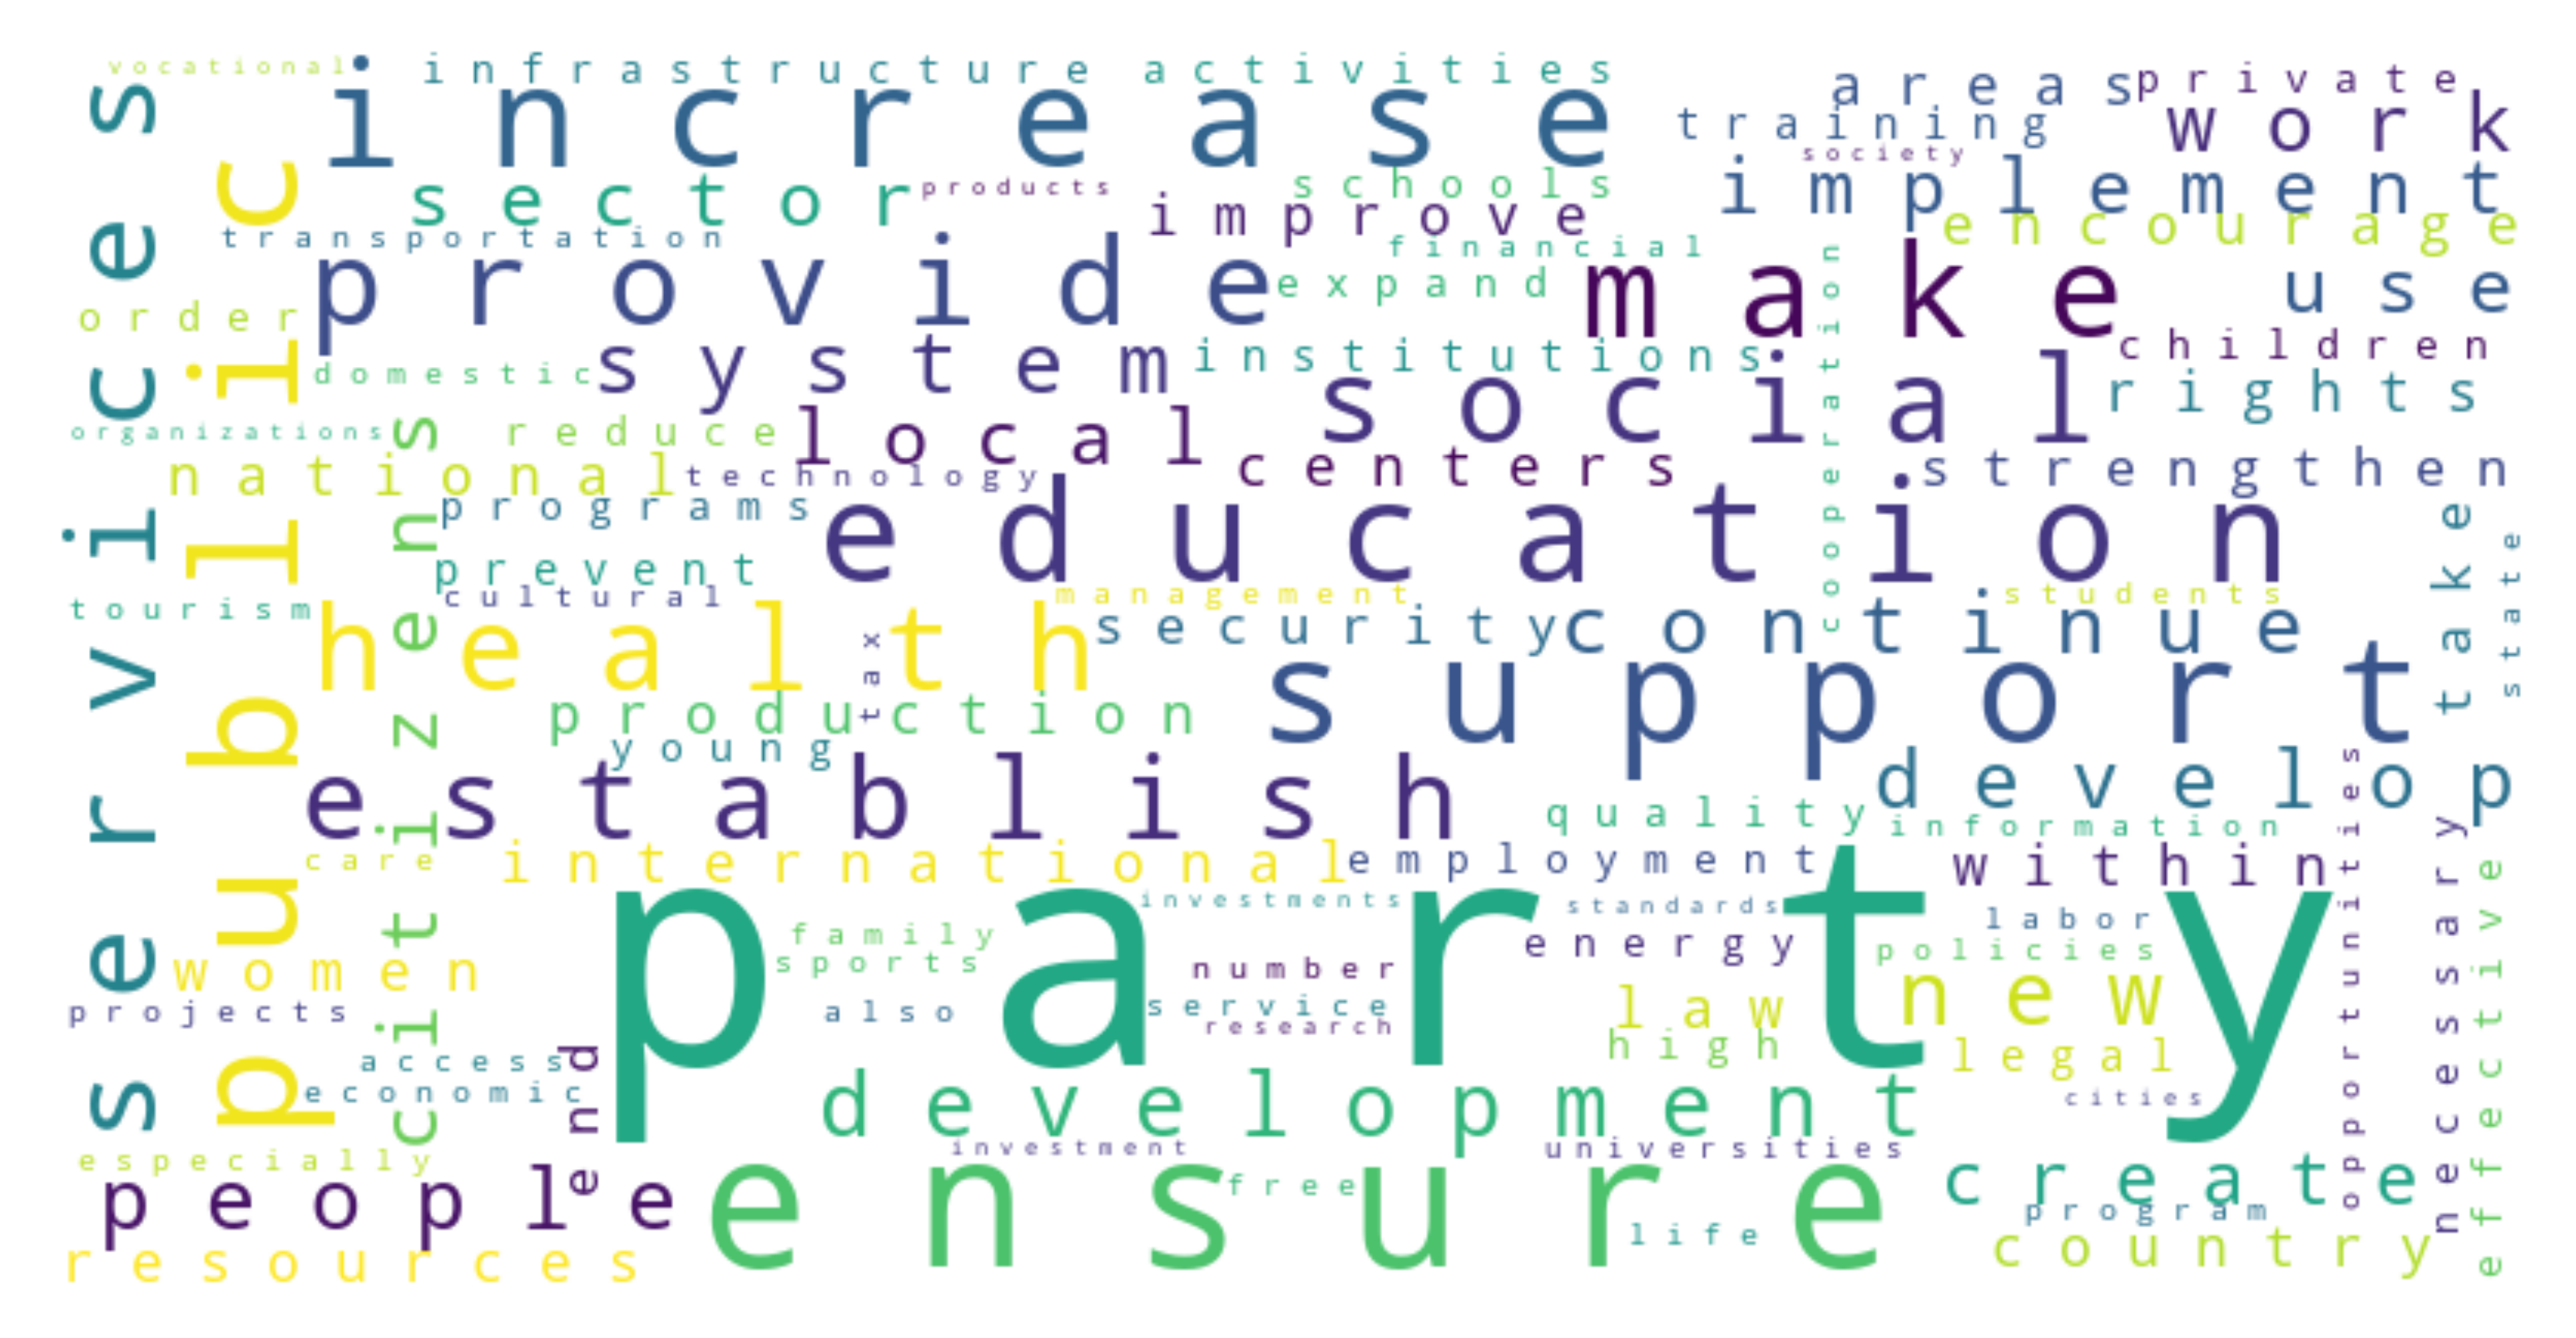 vocational
infrastructure activities
areas
private
increase
training
work
society
implement
sector
products
schools
improve
encourage
transportation
financial
provide
expand
make
use
order
system
institutions
children
domestic
social
rights
organizations
reduce
local
national
technology
centers
strengthen
programs
education
cooperation
prevent
cultural
management
students
tourism
health
tax
security
continue
take
state
production
support
young
establish
develop
quality
information
care
international
employment
within
party
investments
standards
labor
family
energy
policies
sports
number
women
new
projects
also
service
law
research
high
legal
access
economic
end
development
cities
especially
investment
universities
people
ensure
free
create
program
life
resources
country
services
public
citizens
opportunities
necessary
effective